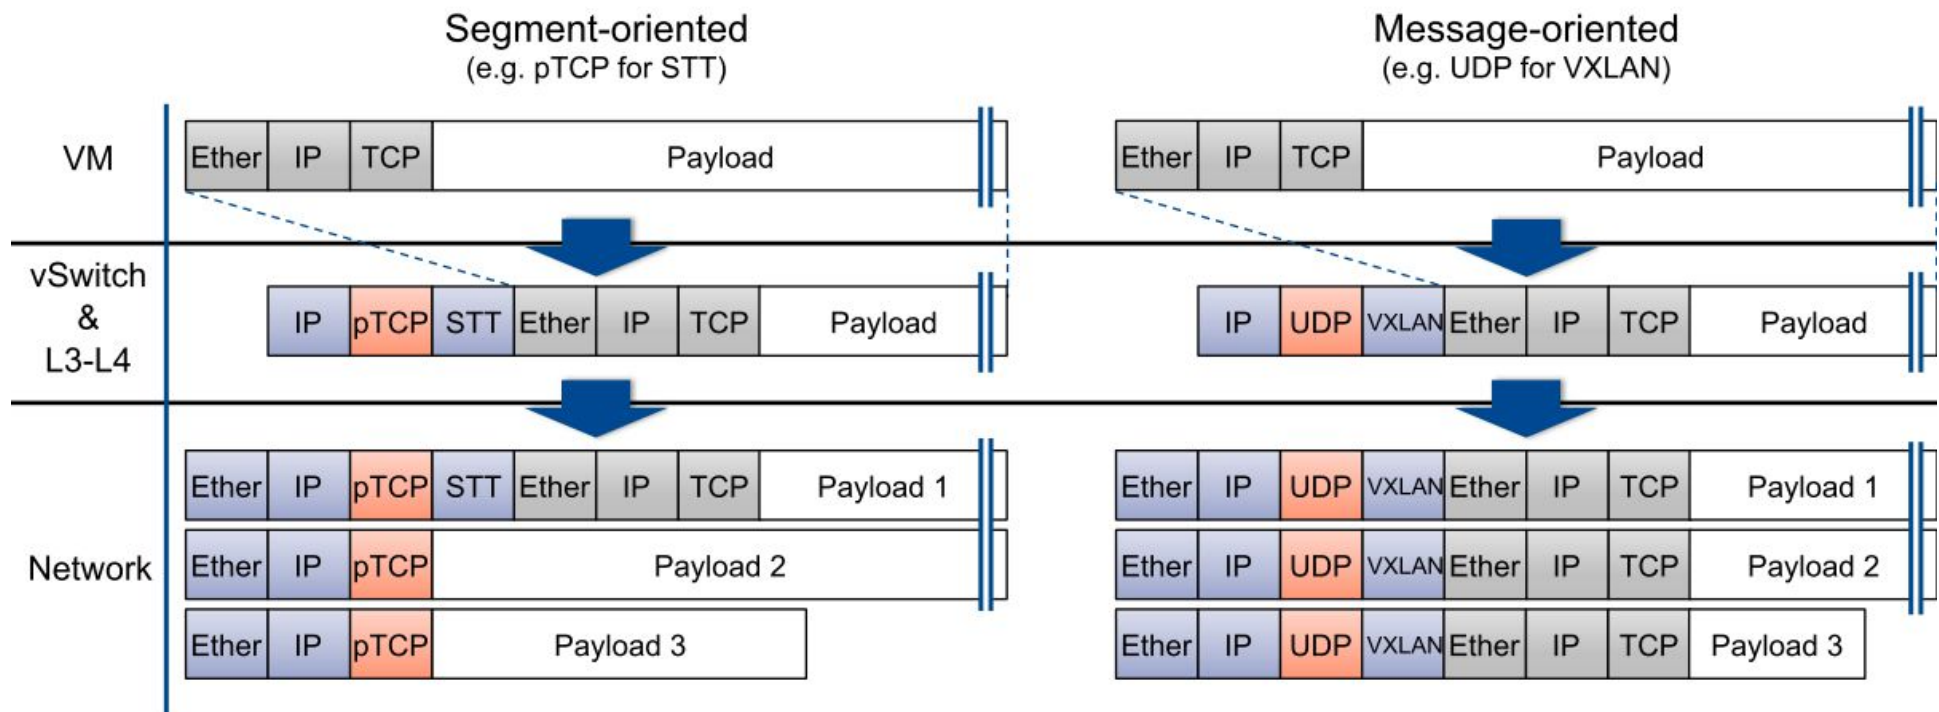 Segment-oriented
(e.g. pTCP for STT)
Message-oriented
(e.g. UDP for VXLAN)
VM
Ether IP TCP Payload
Ether IP TCP Payload
vSwitch
&
L3-L4
IP pTCP STT Ether IP TCP Payload
IP UDP VXLAN Ether IP TCP Payload
Network
Ether IP pTCP STT Ether IP TCP Payload 1
Ether IP pTCP Payload 2
Ether IP pTCP Payload 3
Ether IP UDP VXLAN Ether IP TCP Payload 1
Ether IP UDP VXLAN Ether IP TCP Payload 2
Ether IP UDP VXLAN Ether IP TCP Payload 3